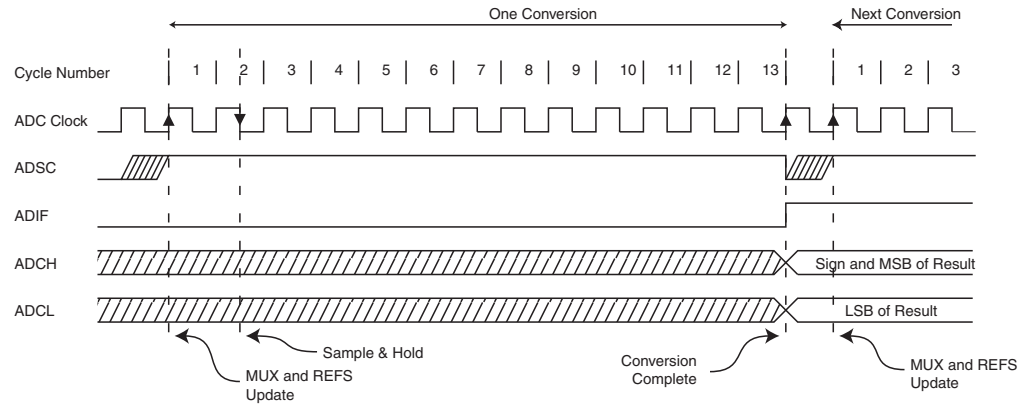 One Conversion
Next Conversion
Cycle Number
1 2 3 4 5 6 7 8 9 10 11 12 13 1 2 3
ADC Clock
ADSC
ADIF
ADCH
Sign and MSB of Result
ADCL
LSB of Result
MUX and REFS
Update
Sample & Hold
Conversion
Complete
MUX and REFS
Update